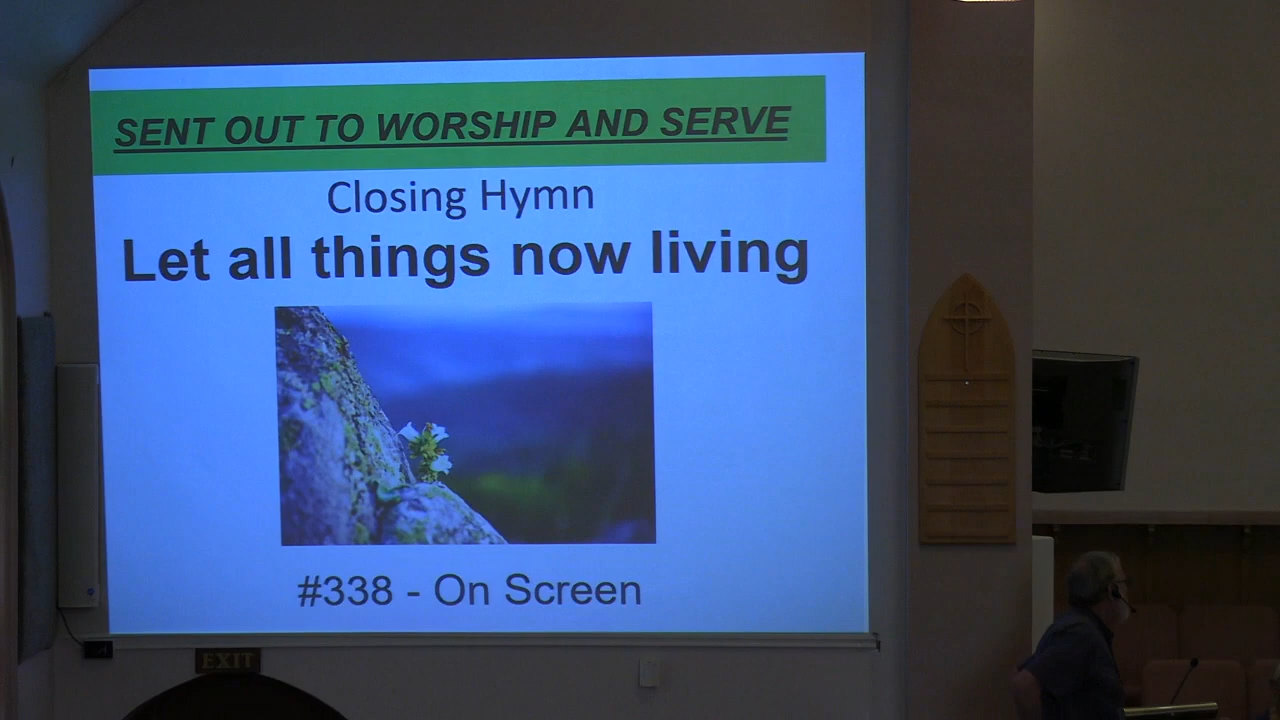 SENT OUT TO WORSHIP AND SERVE
Closing Hymn
Let all things now living
#338 - On Screen
EXIT